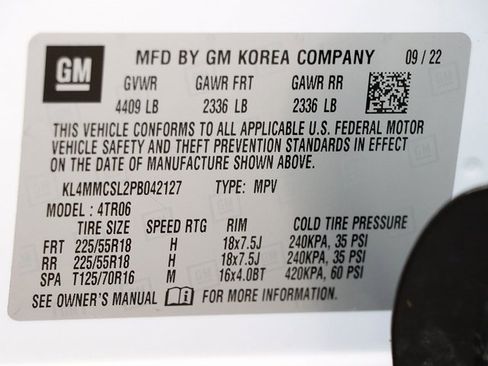 GM MFD BY GM KOREA COMPANY 09 / 22
GVWR GAWR FRT GAWR RR
4409 LB 2336 LB 2336 LB
THIS VEHICLE CONFORMS TO ALL APPLICABLE U.S. FEDERAL MOTOR
VEHICLE SAFETY AND THEFT PREVENTION STANDARDS IN EFFECT
ON THE DATE OF MANUFACTURE SHOWN ABOVE.
KL4MMCSL2PB042127 TYPE: MPV
MODEL : 4TR06
TIRE SIZE SPEED RTG RIM COLD TIRE PRESSURE
FRT 225/55R18 H 18x7.5J 240KPA, 35 PSI
RR 225/55R18 H 18x7.5J 240KPA, 35 PSI
SPA T125/70R16 M 16x4.0BT 420KPA, 60 PSI
SEE OWNER'S MANUAL FOR MORE INFORMATION.